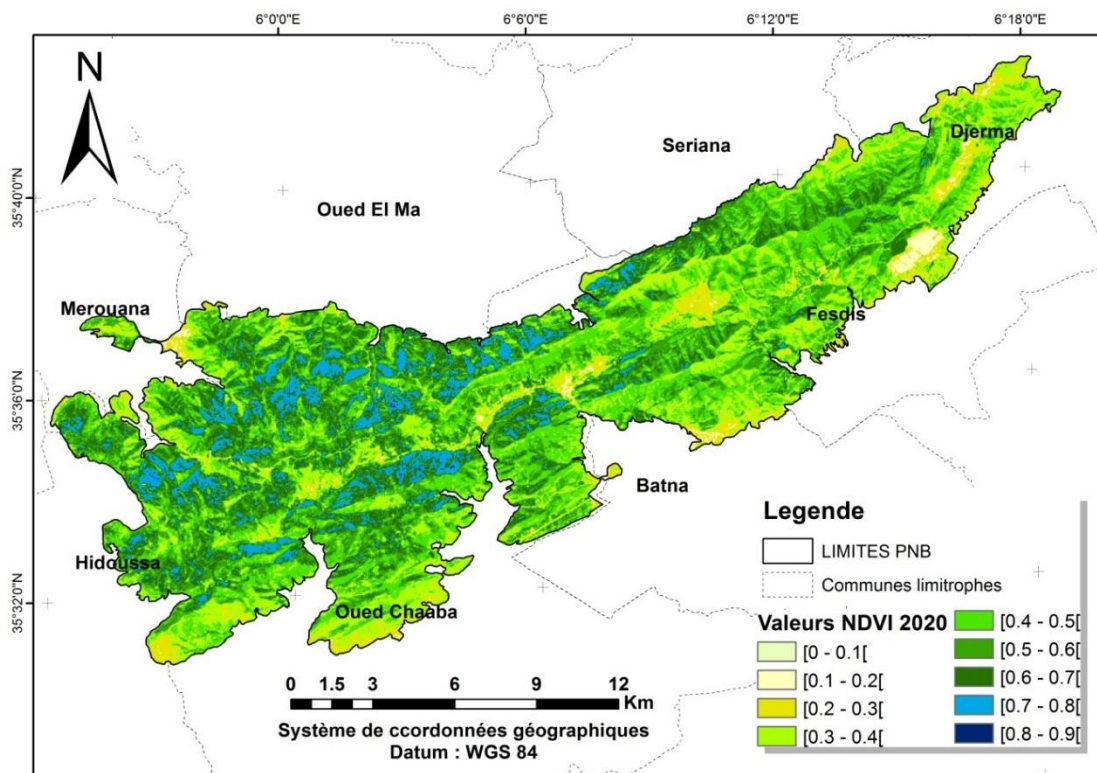 6°0'0"E 6°6'0"E 6°12'0"E 6°18'0"E
N
Djerma
Seriana
Oued El Ma
35°40'0"N
Merouana
Fesdis
35°36'0"N
Batna
Hidoussa
Oued Chaaba
35°32'0"N
Legende
LIMITES PNB
Communes limitrophes
Valeurs NDVI 2020
[0 - 0.1[
[0.1 - 0.2[
[0.2 - 0.3[
[0.3 - 0.4[
[0.4 - 0.5[
[0.5 - 0.6[
[0.6 - 0.7[
[0.7 - 0.8[
[0.8 - 0.9[
0 1.5 3 6 9 12
Km
Système de ccordonnées géographiques
Datum : WGS 84